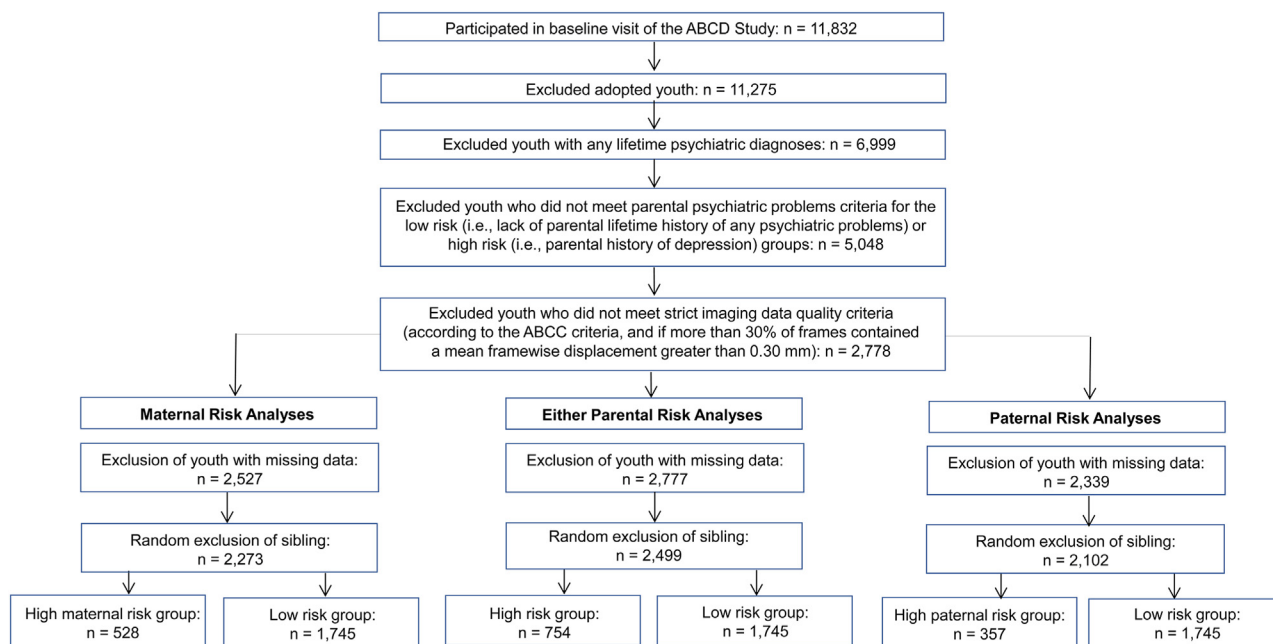 Participated in baseline visit of the ABCD Study: n = 11,832
Excluded adopted youth: n = 11,275
Excluded youth with any lifetime psychiatric diagnoses: n = 6,999
Excluded youth who did not meet parental psychiatric problems criteria for the
low risk (i.e., lack of parental lifetime history of any psychiatric problems) or
high risk (i.e., parental history of depression) groups: n = 5,048
Excluded youth who did not meet strict imaging data quality criteria
(according to the ABCC criteria, and if more than 30% of frames contained
a mean framewise displacement greater than 0.30 mm): n = 2,778
Maternal Risk Analyses
Exclusion of youth with missing data:
n = 2,527
Random exclusion of sibling:
n = 2,273
High maternal risk group:
n = 528
Low risk group:
n = 1,745
Either Parental Risk Analyses
Exclusion of youth with missing data:
n = 2,777
Random exclusion of sibling:
n = 2,499
High risk group:
n = 754
Low risk group:
n = 1,745
Paternal Risk Analyses
Exclusion of youth with missing data:
n = 2,339
Random exclusion of sibling:
n = 2,102
High paternal risk group:
n = 357
Low risk group:
n = 1,745